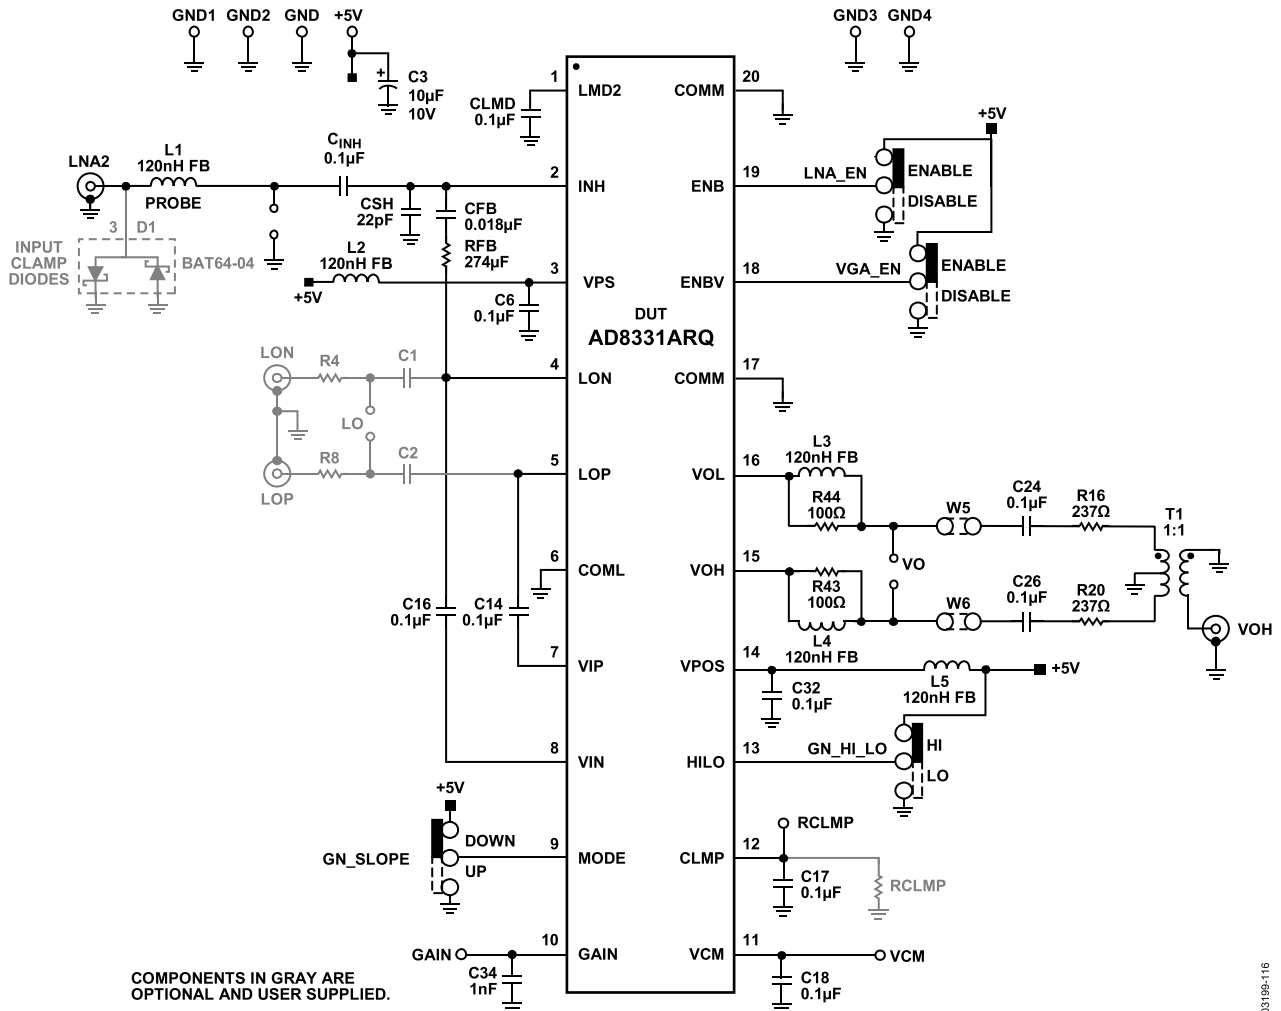 GND1 GND2 GND +5V
GND3 GND4
C3
10µF
10V
+
CLMD
0.1µF
1 LMD2
COMM 20
+5V
LNA2
L1
120nH FB
PROBE
CINH
0.1µF
2 INH
ENB 19
LNA_EN
ENABLE
DISABLE
CSH
22pF
CFB
0.018µF
RFB
274µF
3 D1
INPUT
CLAMP
DIODES
BAT64-04
L2
120nH FB
+5V
3 VPS
ENBV 18
VGA_EN
ENABLE
DISABLE
C6
0.1µF
DUT
AD8331ARQ
LON
R4
C1
4 LON
COMM 17
LO
R8
C2
LOP
5 LOP
VOL 16
L3
120nH FB
R44
100Ω
W5
C24
0.1µF
R16
237Ω
T1
1:1
VO
6 COML
VOH 15
R43
100Ω
L4
120nH FB
W6
C26
0.1µF
R20
237Ω
VOH
C16
0.1µF
C14
0.1µF
7 VIP
VPOS 14
C32
0.1µF
L5
120nH FB
+5V
8 VIN
HILO 13
GN_HI_LO
HI
LO
+5V
GN_SLOPE
DOWN
UP
9 MODE
CLMP 12
RCLMP
C17
0.1µF
RCLMP
GAIN
10 GAIN
VCM 11
VCM
C34
1nF
C18
0.1µF
COMPONENTS IN GRAY ARE
OPTIONAL AND USER SUPPLIED.
03199-116